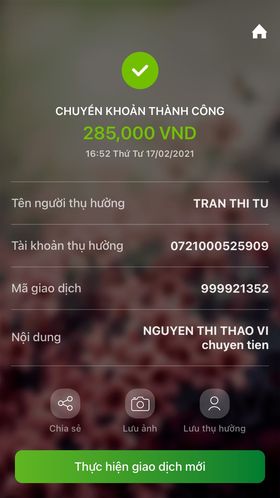 CHUYỂN KHOẢN THÀNH CÔNG
285,000 VND
16:52 Thứ Tư 17/02/2021
Tên người thụ hưởng TRAN THI TU
Tài khoản thụ hưởng 0721000525909
Mã giao dịch 999921352
Nội dung NGUYEN THI THAO VI
chuyen tien
Chia sẻ Lưu ảnh Lưu thụ hưởng
Thực hiện giao dịch mới